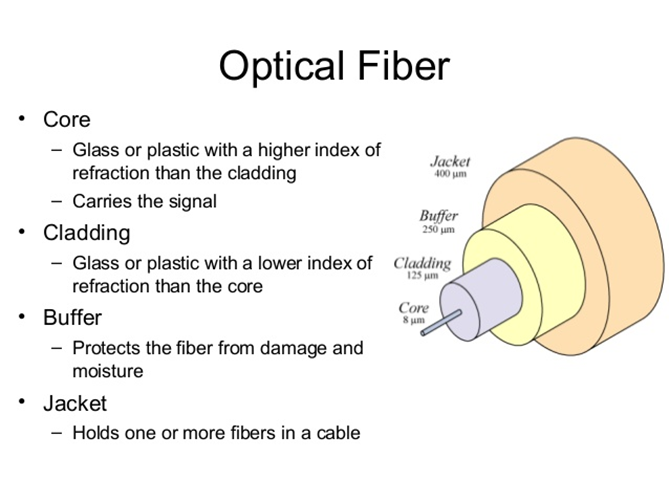 Optical Fiber
• Core
– Glass or plastic with a higher index of
refraction than the cladding
– Carries the signal
• Cladding
– Glass or plastic with a lower index of
refraction than the core
• Buffer
– Protects the fiber from damage and
moisture
• Jacket
– Holds one or more fibers in a cable
Jacket
400 µm
Buffer
250 µm
Cladding
125 µm
Core
8 µm